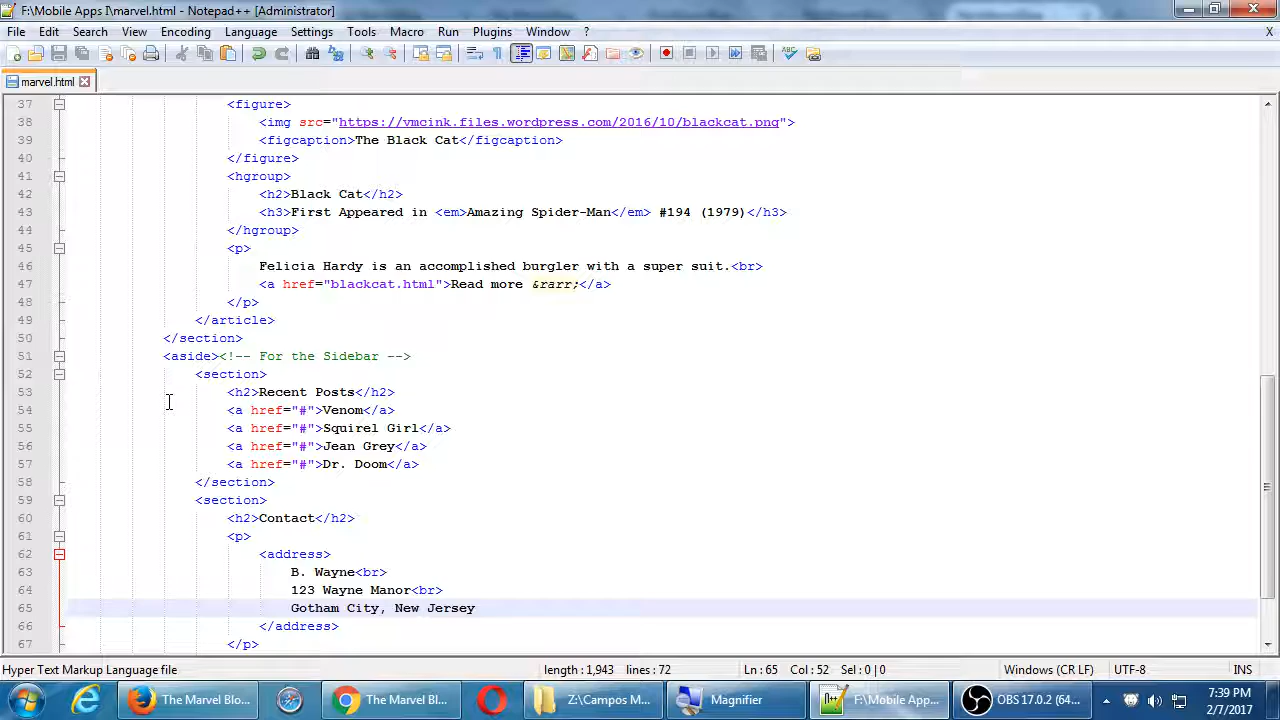 F:\Mobile Apps I\marvel.html - Notepad++ [Administrator]
File Edit Search View Encoding Language Settings Tools Macro Run Plugins Window ? X
marvel.html
37 <figure>
38 <img src="https://vmcink.files.wordpress.com/2016/10/blackcat.png">
39 <figcaption>The Black Cat</figcaption>
40 </figure>
41 <hgroup>
42 <h2>Black Cat</h2>
43 <h3>First Appeared in <em>Amazing Spider-Man</em> #194 (1979)</h3>
44 </hgroup>
45 <p>
46 Felicia Hardy is an accomplished burgler with a super suit.<br>
47 <a href="blackcat.html">Read more &rarr;</a>
48 </p>
49 </article>
50 </section>
51 <aside><!-- For the Sidebar -->
52 <section>
53 <h2>Recent Posts</h2>
54 <a href="#">Venom</a>
55 <a href="#">Squirel Girl</a>
56 <a href="#">Jean Grey</a>
57 <a href="#">Dr. Doom</a>
58 </section>
59 <section>
60 <h2>Contact</h2>
61 <p>
62 <address>
63 B. Wayne<br>
64 123 Wayne Manor<br>
65 Gotham City, New Jersey
66 </address>
67 </p>
Hyper Text Markup Language file length : 1,943 lines : 72 Ln : 65 Col : 52 Sel : 0 | 0 Windows (CR LF) UTF-8 INS
The Marvel Blo... The Marvel Bl... Z:\Campos M... Magnifier F:\Mobile Ap... OBS 17.0.2 (64... 7:39 PM
2/7/2017